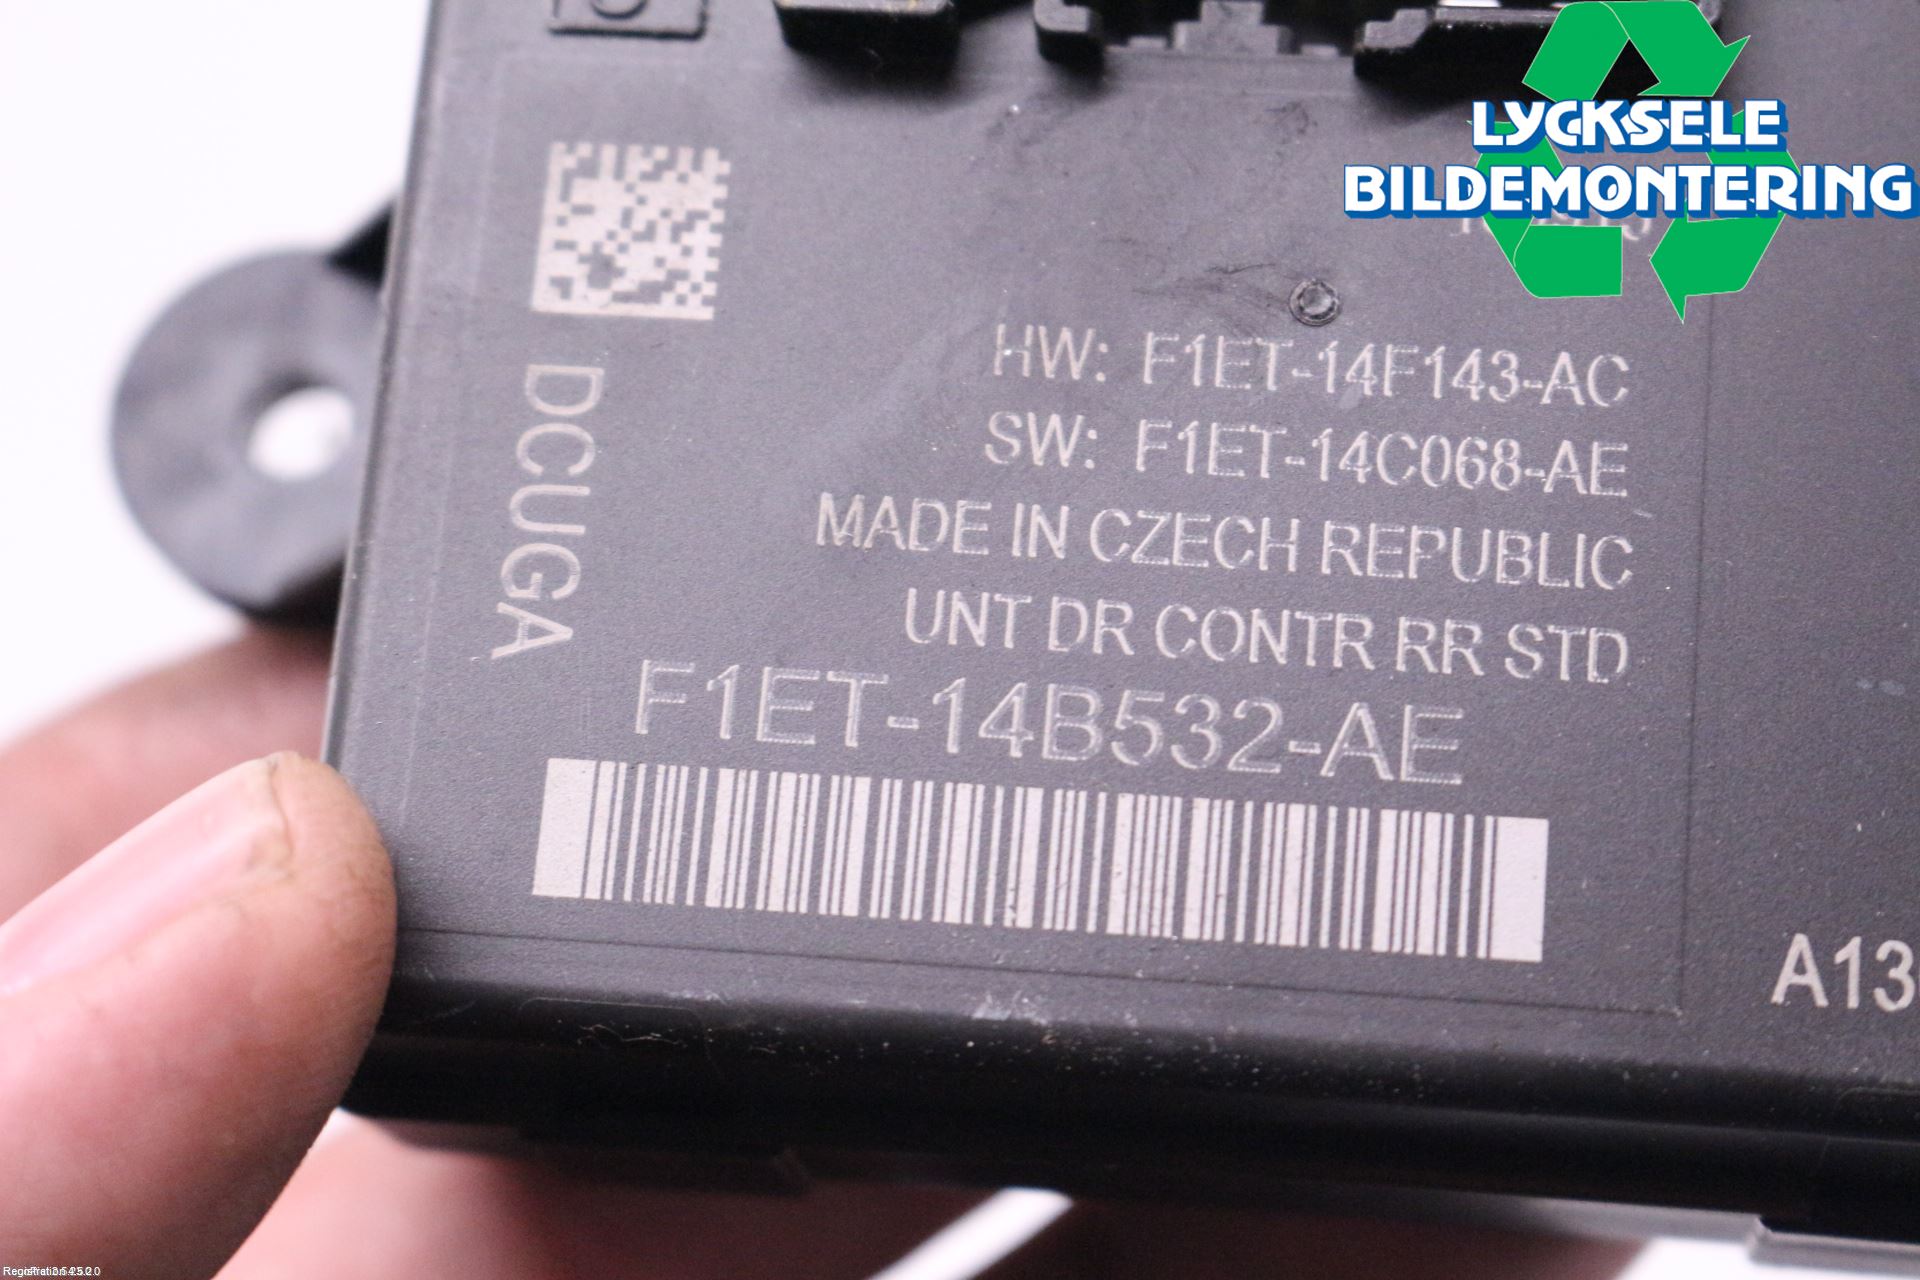 LYCKSELE
BILDEMONTERING
HW: F1ET-14F143-AC
SW: F1ET-14C068-AE
MADE IN CZECH REPUBLIC
UNT DR CONTR RR STD
F1ET-14B532-AE
DCUGA
A13